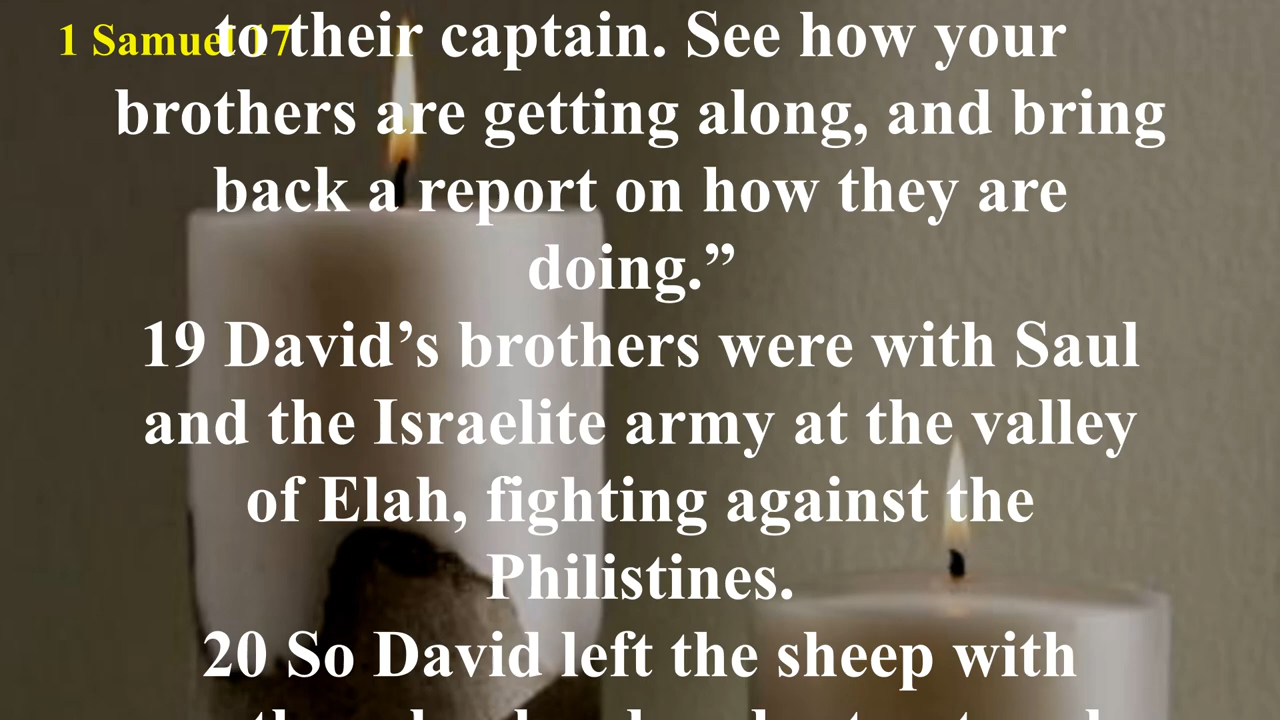 1 Samuel 17
to their captain. See how your
brothers are getting along, and bring
back a report on how they are
doing.”
19 David’s brothers were with Saul
and the Israelite army at the valley
of Elah, fighting against the
Philistines.
20 So David left the sheep with